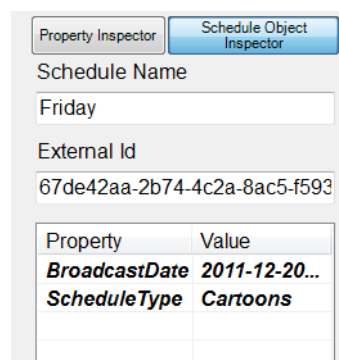 Property Inspector
Schedule Object
Inspector
Schedule Name
Friday
External Id
67de42aa-2b74-4c2a-8ac5-f593
Property Value
BroadcastDate 2011-12-20...
ScheduleType Cartoons